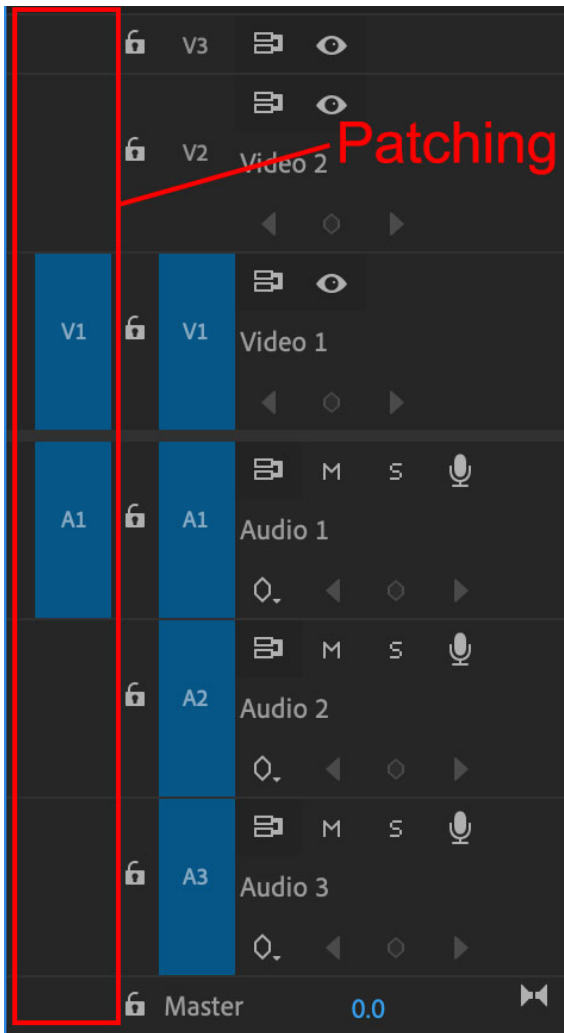 V3
V2 Video 2
Patching
V1 V1 Video 1
M S
A1 A1 Audio 1
M S
A2 Audio 2
M S
A3 Audio 3
Master 0.0